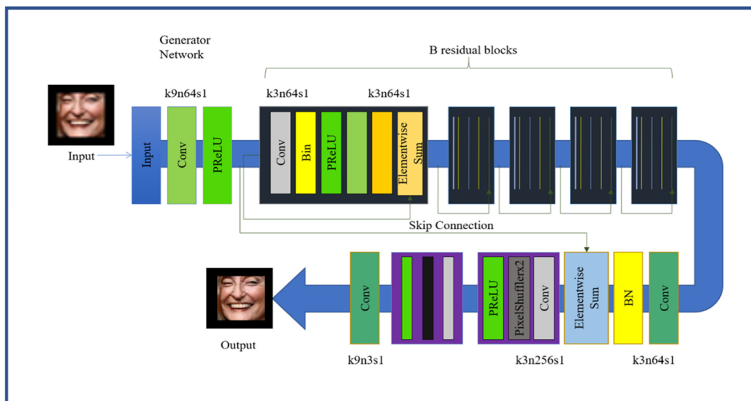 Generator
Network
B residual blocks
k9n64s1
k3n64s1
k3n64s1
Input
Input
Conv
PReLU
Conv
Bin
PReLU
Elementwise
Sum
Skip Connection
Conv
PReLU
PixelShufflerx2
Conv
Elementwise
Sum
BN
Conv
Output
k9n3s1
k3n256s1
k3n64s1